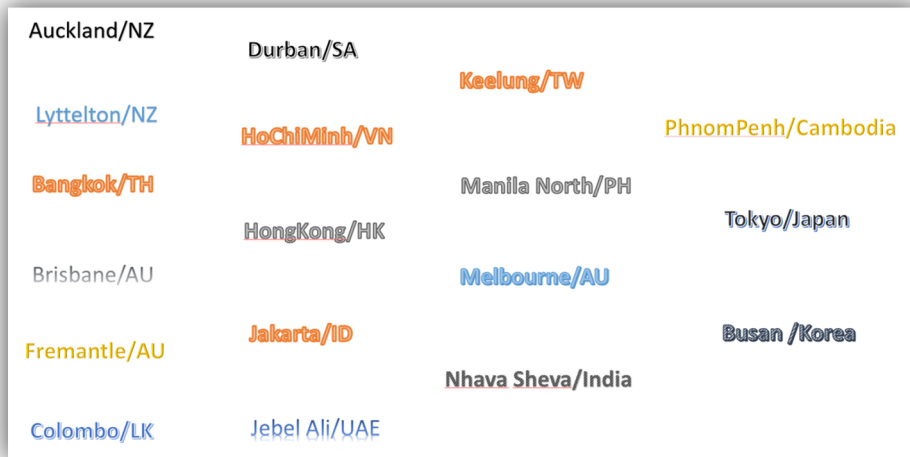 Auckland/NZ
Lyttelton/NZ
Bangkok/TH
Brisbane/AU
Fremantle/AU
Colombo/LK
Durban/SA
HoChiMinh/VN
HongKong/HK
Jakarta/ID
Jebel Ali/UAE
Keelung/TW
Manila North/PH
Melbourne/AU
Nhava Sheva/India
PhnomPenh/Cambodia
Tokyo/Japan
Busan /Korea